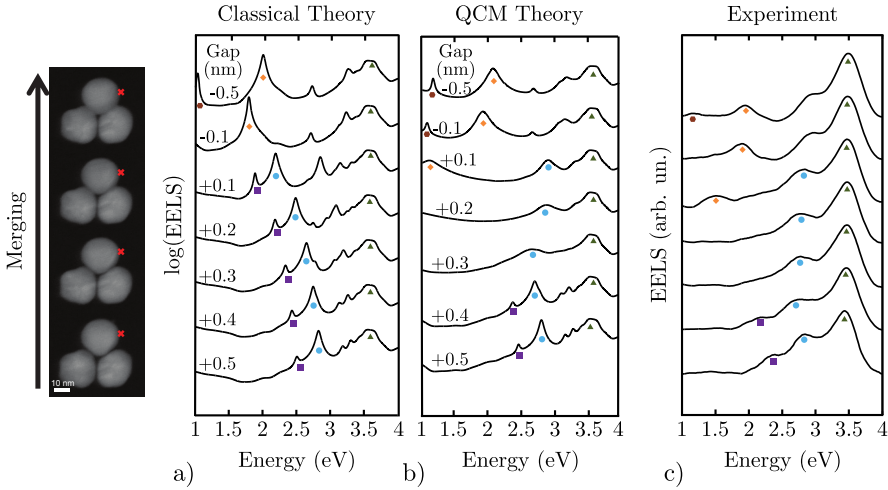 Classical Theory
QCM Theory
Experiment
Merging
10 nm
log(EELS)
Gap
(nm)
-0.5
-0.1
+0.1
+0.2
+0.3
+0.4
+0.5
1 1.5 2 2.5 3 3.5 4
Energy (eV)
a)
Gap
(nm)
-0.5
-0.1
+0.1
+0.2
+0.3
+0.4
+0.5
1 1.5 2 2.5 3 3.5 4
Energy (eV)
b)
EELS (arb. un.)
1 1.5 2 2.5 3 3.5 4
Energy (eV)
c)